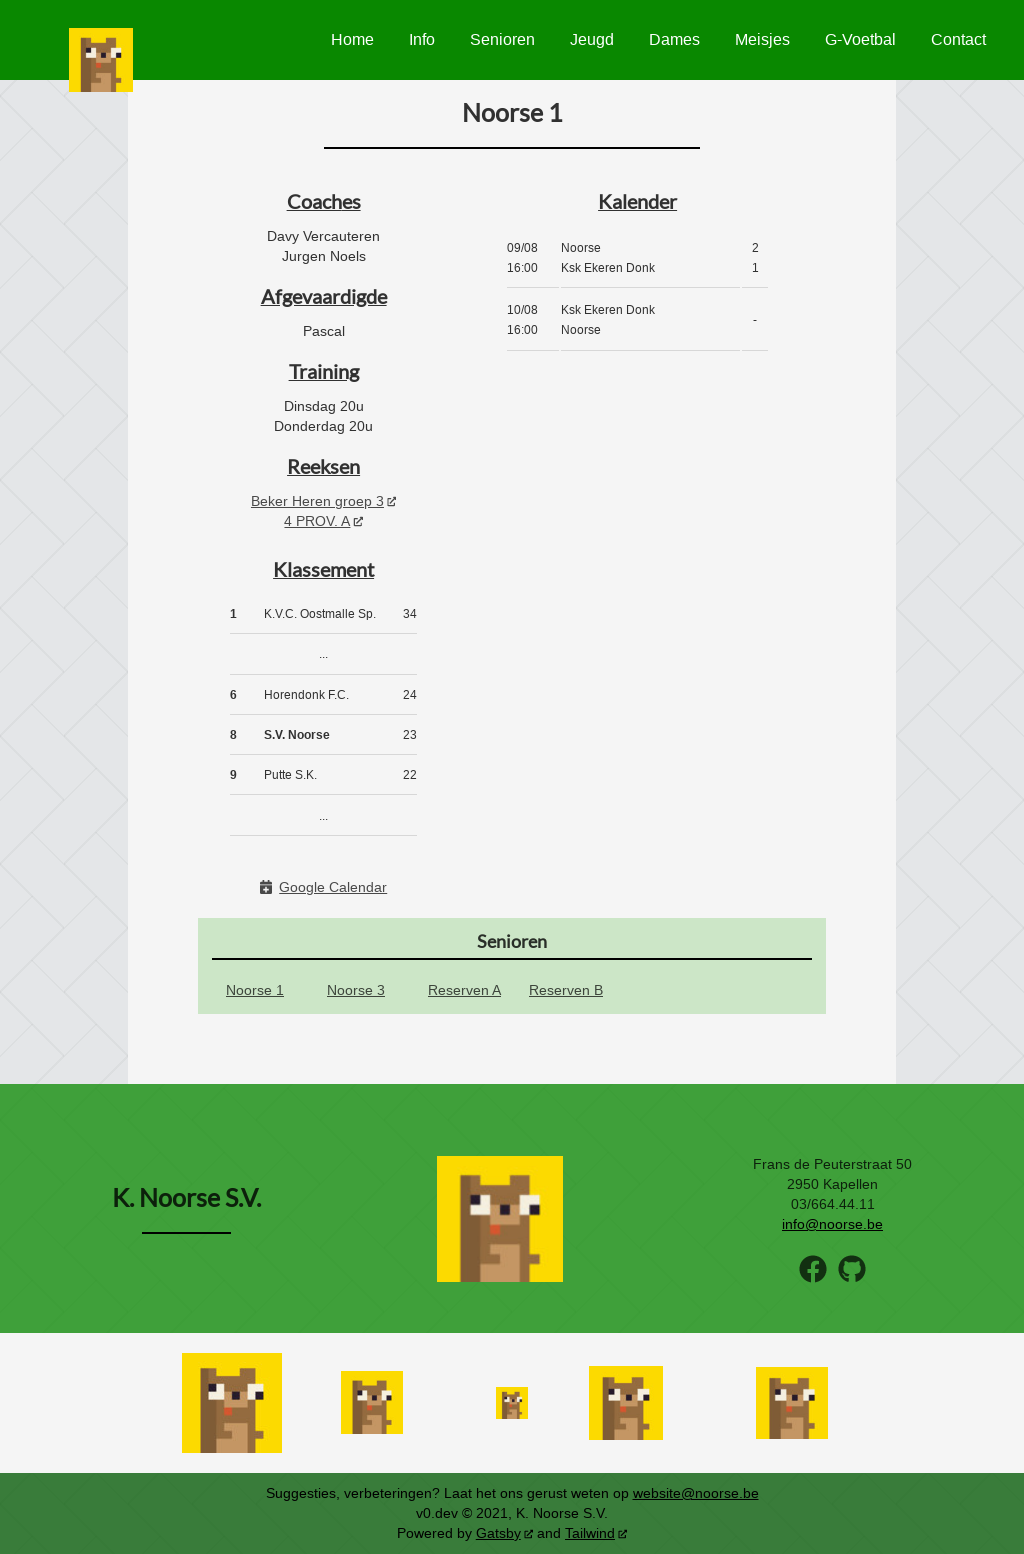 Home Info Senioren Jeugd Dames Meisjes G-Voetbal Contact
Noorse 1
Coaches
Davy Vercauteren
Jurgen Noels
Afgevaardigde
Pascal
Training
Dinsdag 20u
Donderdag 20u
Reeksen
Beker Heren groep 3
4 PROV. A
Klassement
1 K.V.C. Oostmalle Sp. 34
...
6 Horendonk F.C. 24
8 S.V. Noorse 23
9 Putte S.K. 22
...
Google Calendar
Kalender
09/08 Noorse 2
16:00 Ksk Ekeren Donk 1
10/08 Ksk Ekeren Donk
-
16:00 Noorse
Senioren
Noorse 1 Noorse 3 Reserven A Reserven B
K. Noorse S.V.
Frans de Peuterstraat 50
2950 Kapellen
03/664.44.11
info@noorse.be
Suggesties, verbeteringen? Laat het ons gerust weten op website@noorse.be
v0.dev © 2021, K. Noorse S.V.
Powered by Gatsby and Tailwind